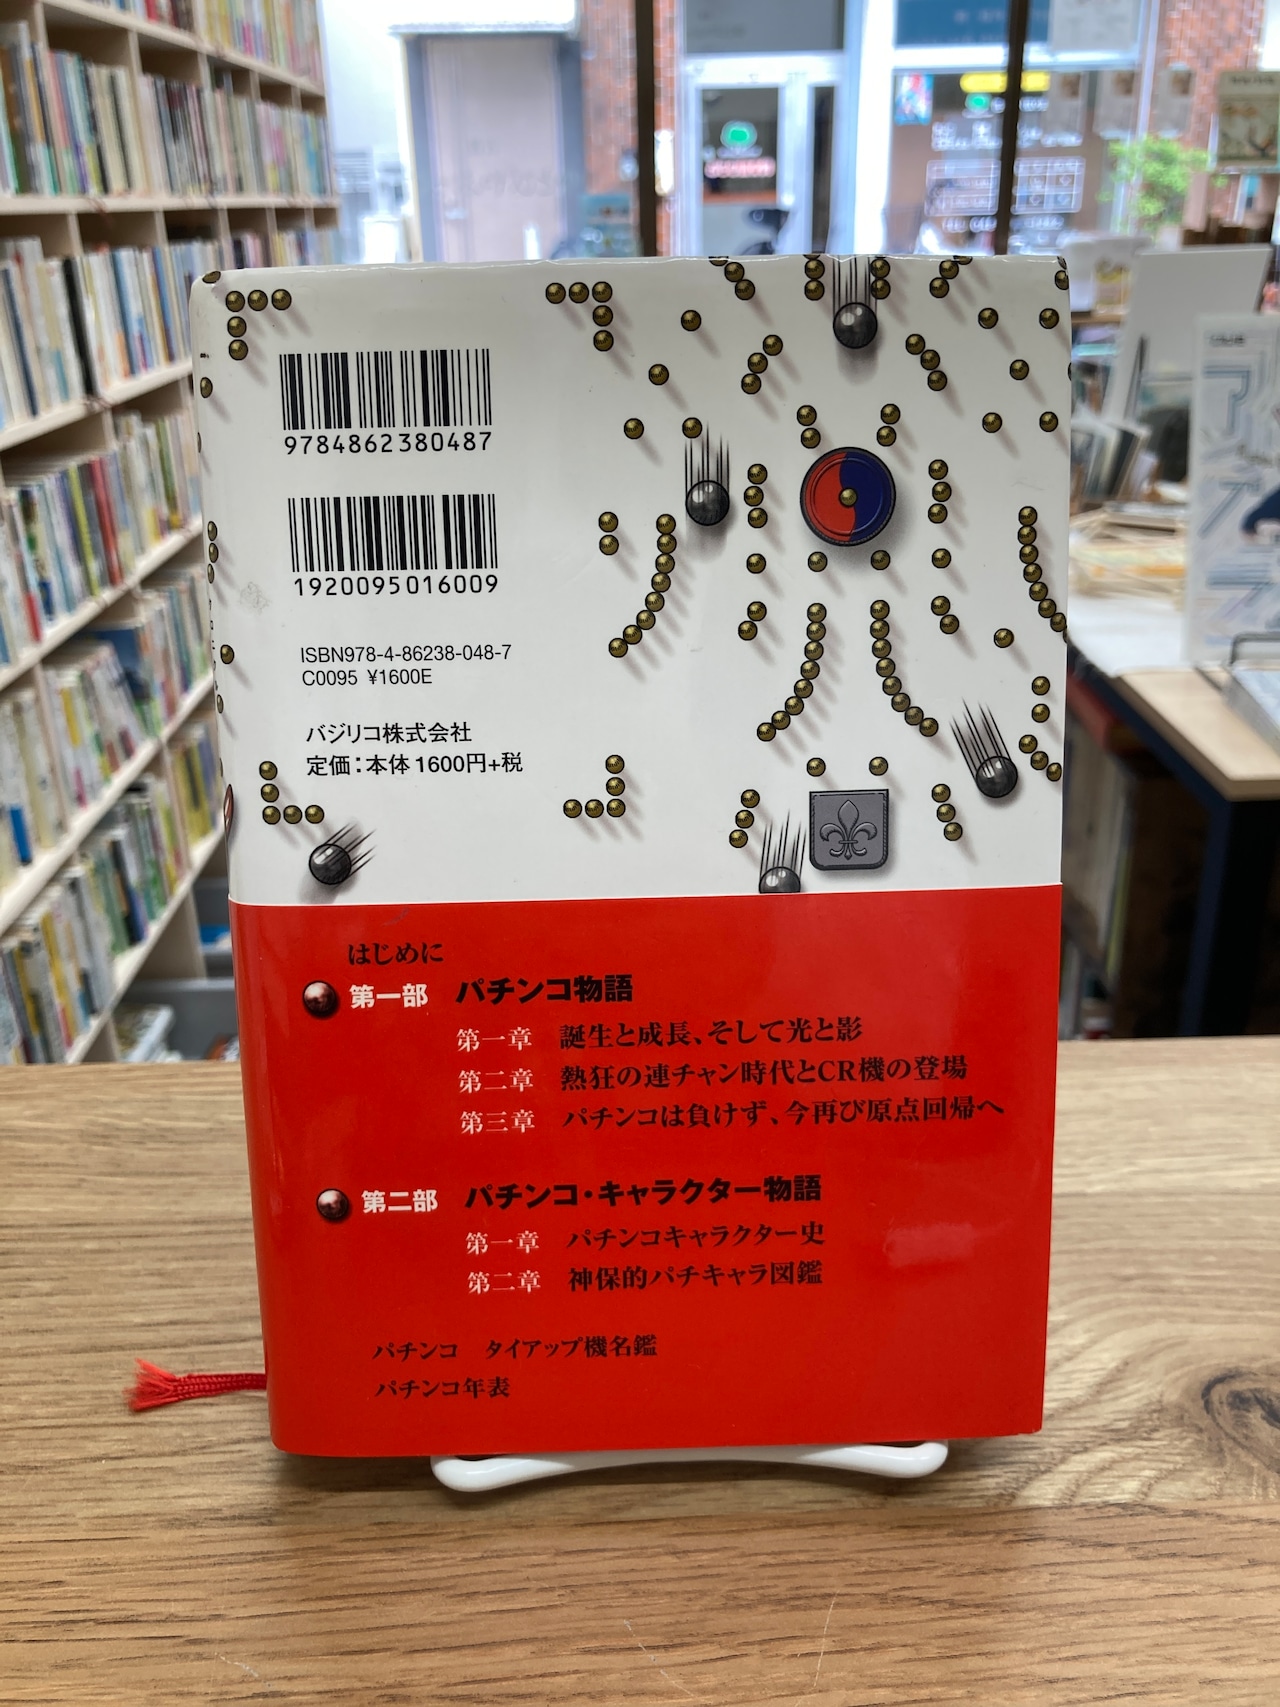 9784862380487
1920095016009
ISBN978-4-86238-048-7
C0095 ¥1600E
バジリコ株式会社
定価:本体1600円+税
はじめに
第一部 パチンコ物語
第一章 誕生と成長、そして光と影
第二章 熱狂の連チャン時代とCR機の登場
第三章 パチンコは負けず、今再び原点回帰へ
第二部 パチンコ・キャラクター物語
第一章 パチンコキャラクター史
第二章 神保的パチキャラ図鑑
パチンコ タイアップ機名鑑
パチンコ年表